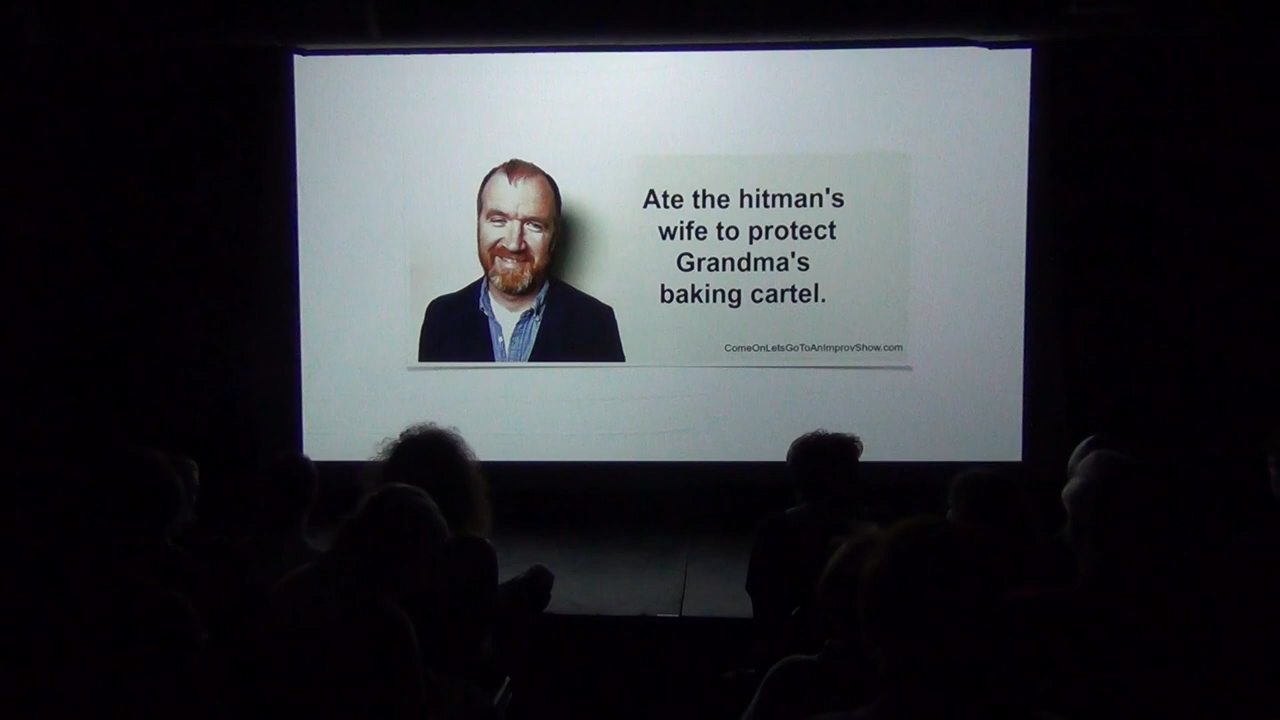 Ate the hitman's
wife to protect
Grandma's
baking cartel.
ComeOnLetsGoToAnImprovShow.com